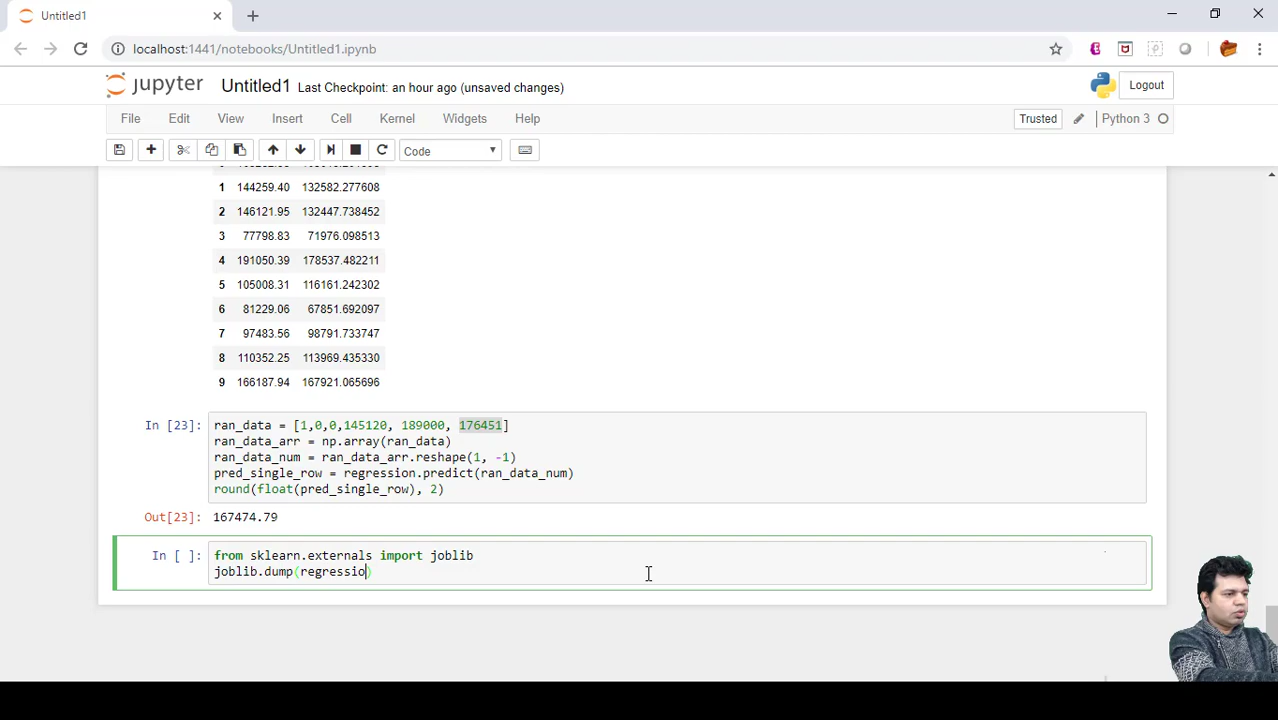 Untitled1
localhost:1441/notebooks/Untitled1.ipynb
jupyter Untitled1 Last Checkpoint: an hour ago (unsaved changes)
Logout
File Edit View Insert Cell Kernel Widgets Help
Trusted Python 3
Code
1 144259.40 132582.277608
2 146121.95 132447.738452
3 77798.83 71976.098513
4 191050.39 178537.482211
5 105008.31 116161.242302
6 81229.06 67851.692097
7 97483.56 98791.733747
8 110352.25 113969.435330
9 166187.94 167921.065696
In [23]: ran_data = [1,0,0,145120, 189000, 176451]
ran_data_arr = np.array(ran_data)
ran_data_num = ran_data_arr.reshape(1, -1)
pred_single_row = regression.predict(ran_data_num)
round(float(pred_single_row), 2)
Out[23]: 167474.79
In [ ]: from sklearn.externals import joblib
joblib.dump(regressio)